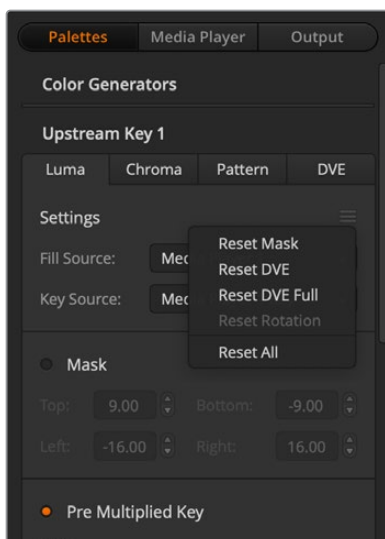 Palettes Media Player Output
Color Generators
Upstream Key 1
Luma Chroma Pattern DVE
Settings
Reset Mask
Fill Source: Med
Reset DVE
Reset DVE Full
Key Source: Med
Reset Rotation
Reset All
Mask
Top: 9.00 Bottom: -9.00
Left: -16.00 Right: 16.00
Pre Multiplied Key